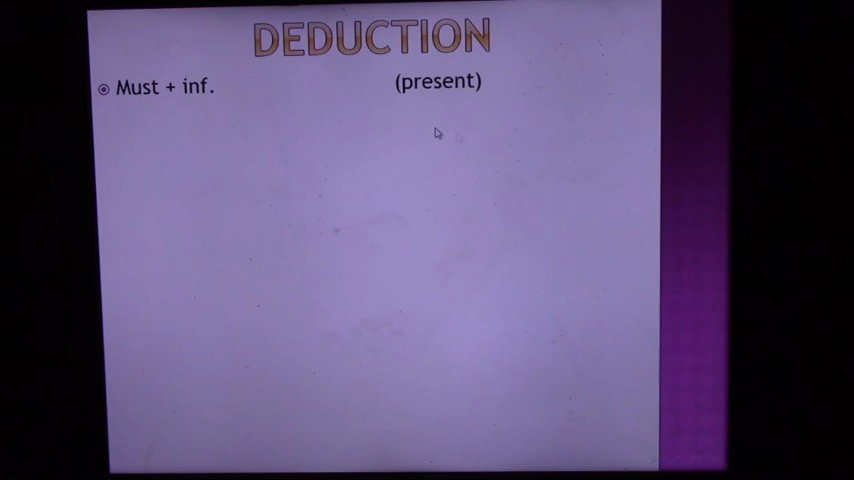 DEDUCTION
Must + inf. (present)